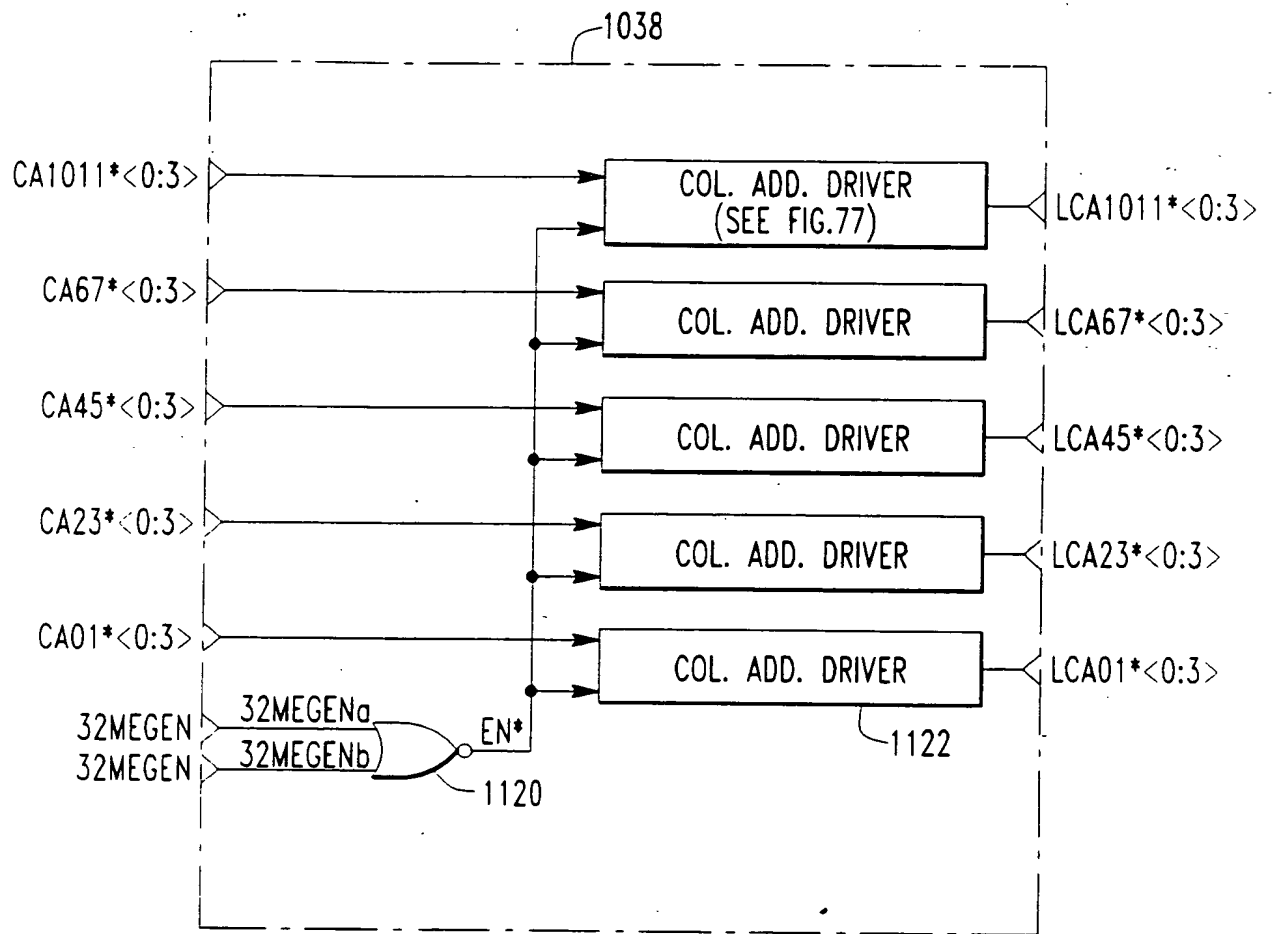 1038
CA1011*<0:3>
COL. ADD. DRIVER
(SEE FIG.77)
LCA1011*<0:3>
CA67*<0:3>
COL. ADD. DRIVER
LCA67*<0:3>
CA45*<0:3>
COL. ADD. DRIVER
LCA45*<0:3>
CA23*<0:3>
COL. ADD. DRIVER
LCA23*<0:3>
CA01*<0:3>
COL. ADD. DRIVER
LCA01*<0:3>
32MEGEN
32MEGENa
EN*
32MEGEN
32MEGENb
1122
1120